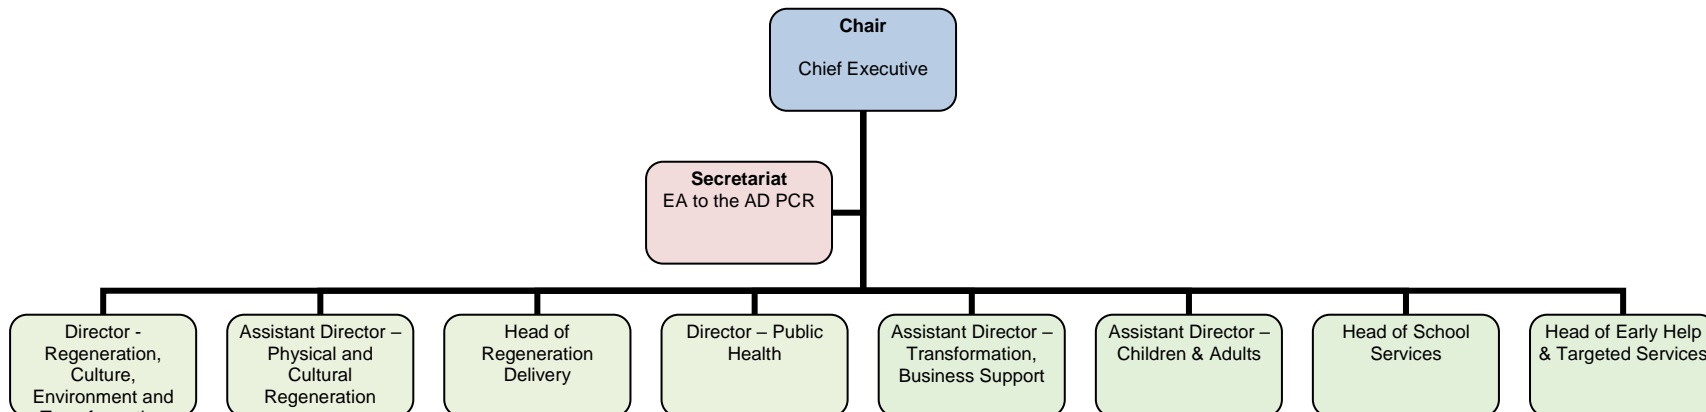 Chair
Chief Executive
Secretariat
EA to the AD PCR
Director -
Regeneration,
Culture,
Environment and
Assistant Director –
Physical and
Cultural
Regeneration
Head of
Regeneration
Delivery
Director – Public
Health
Assistant Director –
Transformation,
Business Support
Assistant Director –
Children & Adults
Head of School
Services
Head of Early Help
& Targeted Services